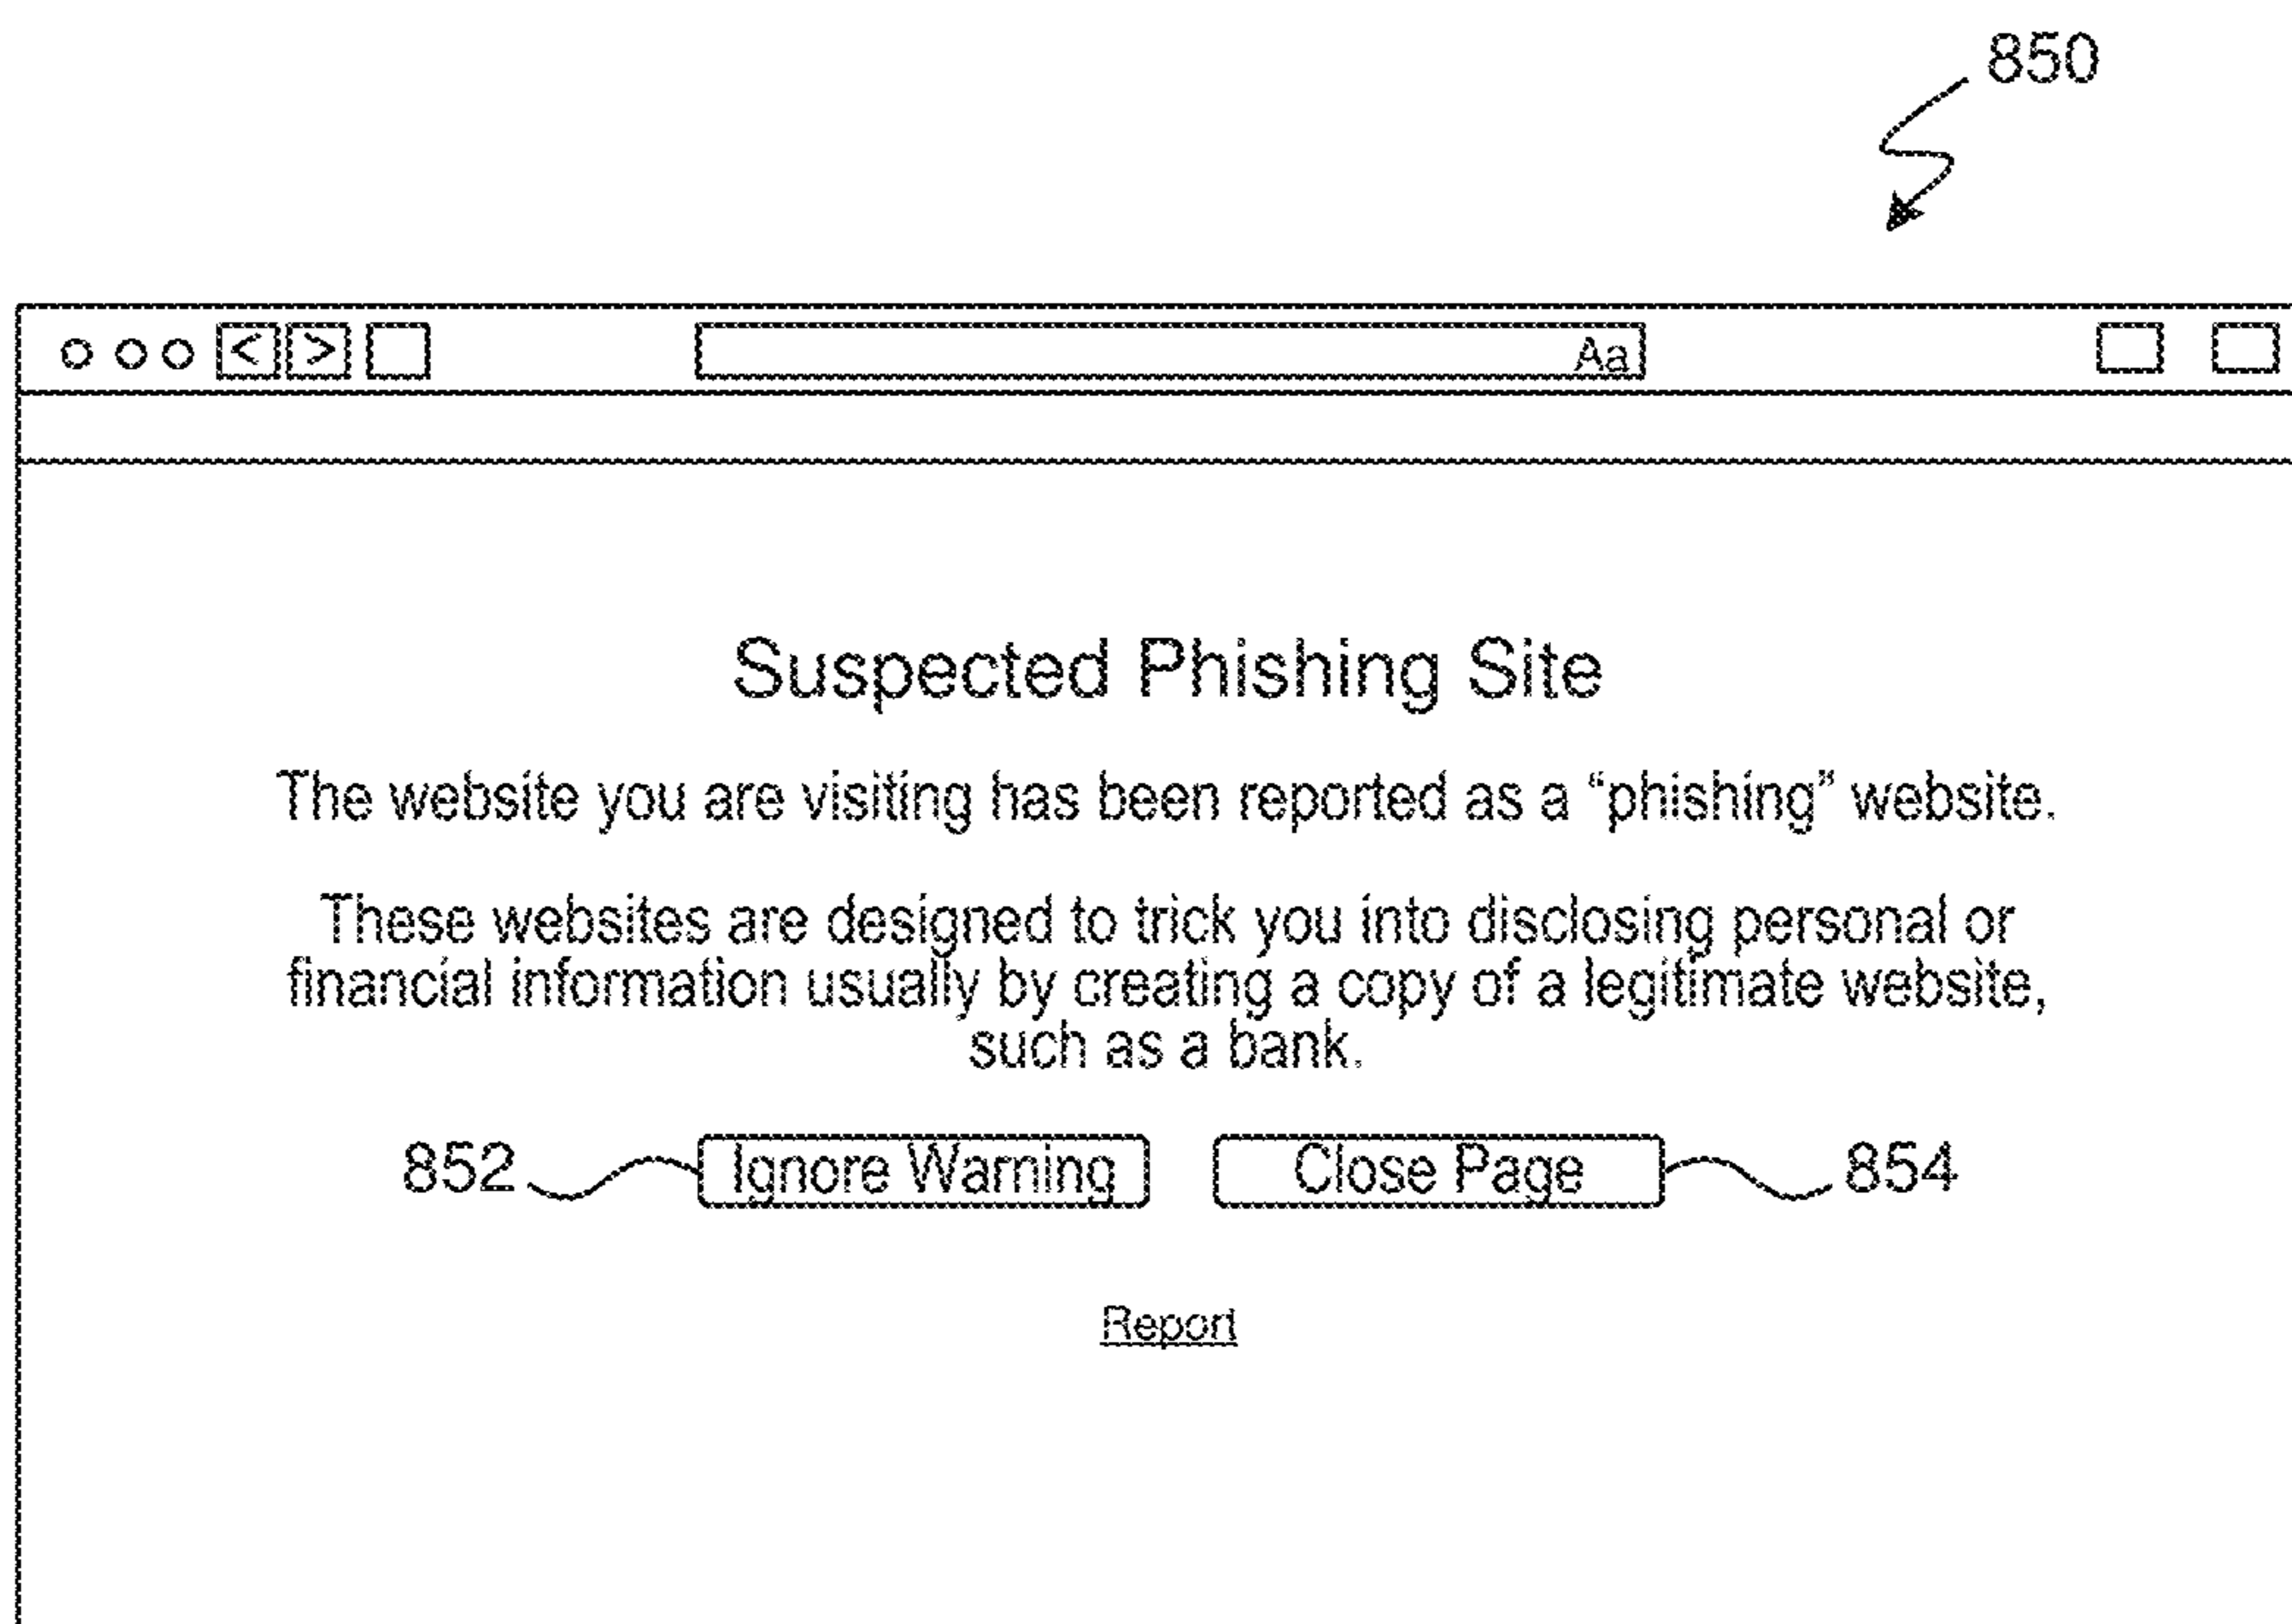 850
< > Aa
Suspected Phishing Site
The website you are visiting has been reported as a “phishing” website.
These websites are designed to trick you into disclosing personal or
financial information usually by creating a copy of a legitimate website,
such as a bank.
852 Ignore Warning Close Page 854
Report